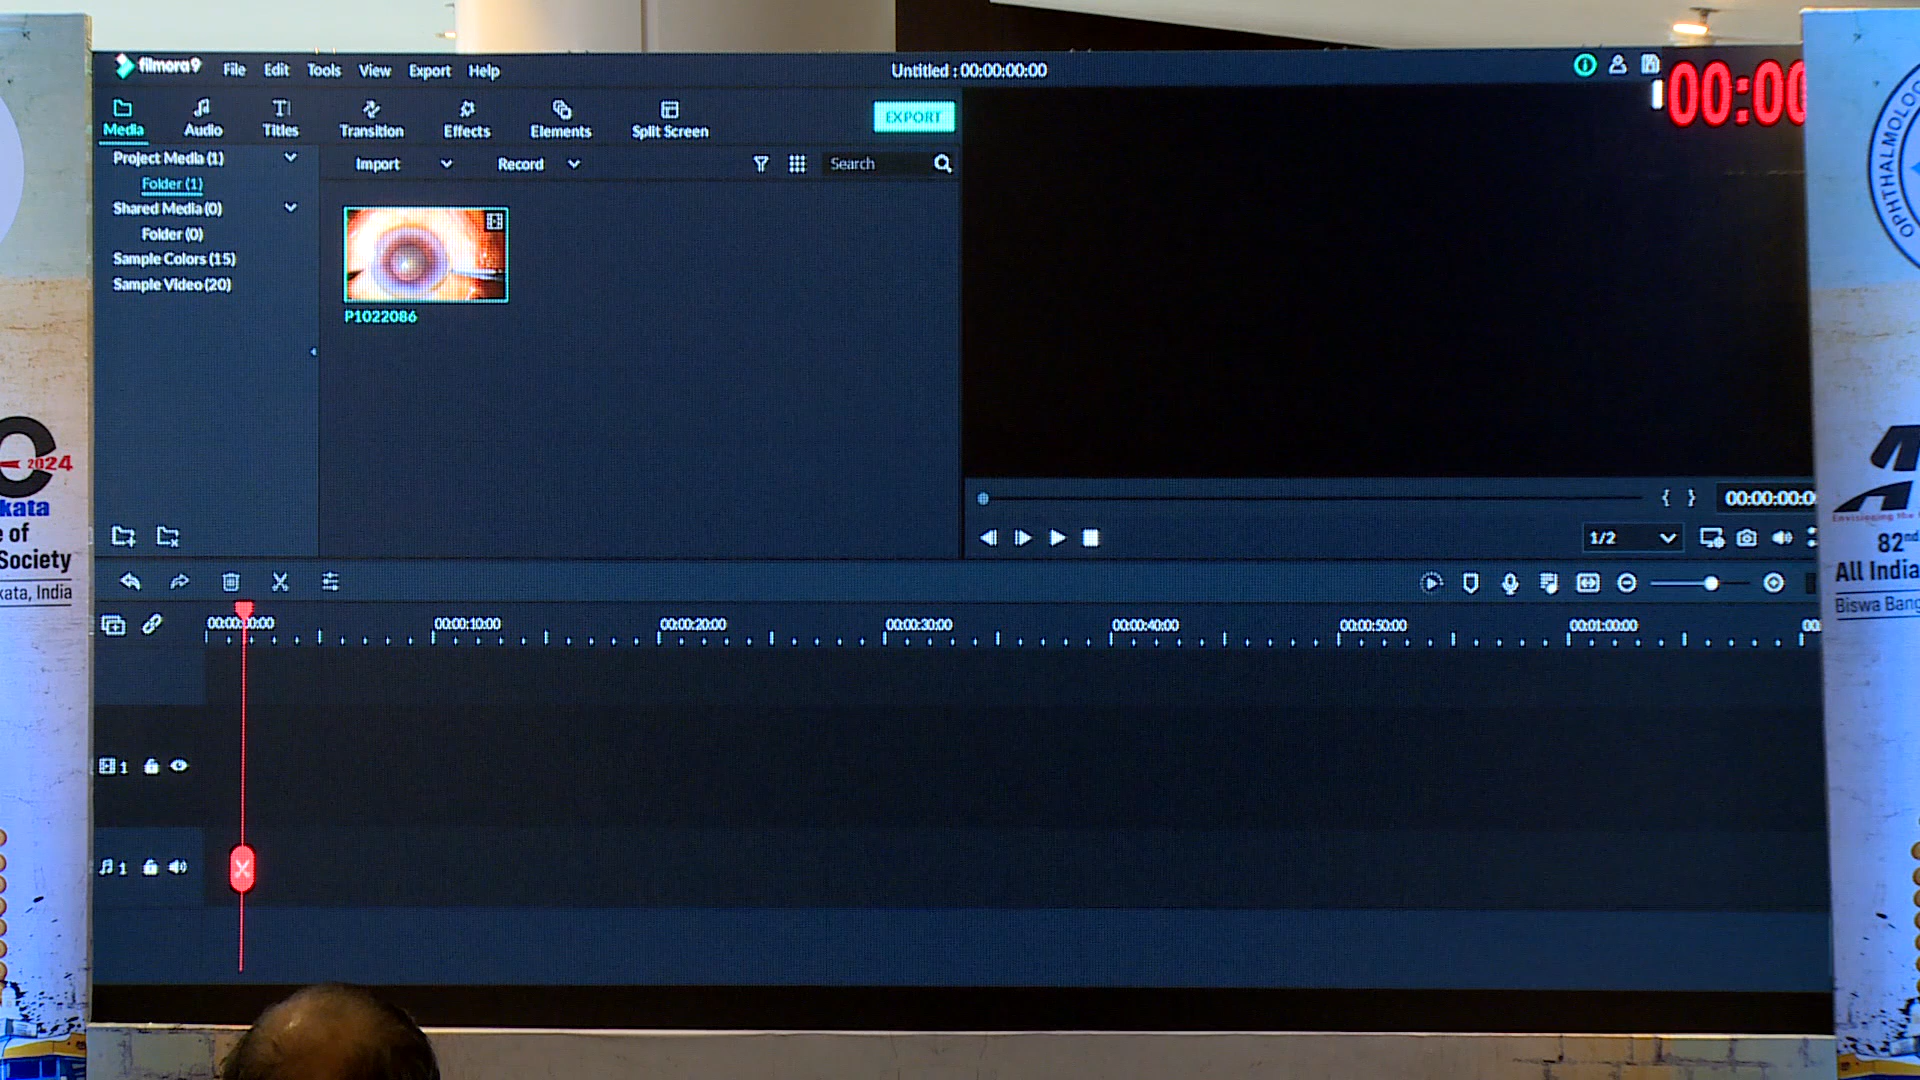 filmora9 File Edit Tools View Export Help
Untitled : 00:00:00:00
00:00
Media Audio Titles Transition Effects Elements Split Screen
EXPORT
Project Media (1)
Folder (1)
Shared Media (0)
Folder (0)
Sample Colors (15)
Sample Video (20)
Import Record Search
P1022086
{ } 00:00:00:0
1/2
00:00:00:00 00:00:10:00 00:00:20:00 00:00:30:00 00:00:40:00 00:00:50:00 00:01:00:00 00:
1
1
C
2024
kata
e of
Society
kata, India
OPHTHALMOLOG
Envisioning the
82nd
All India
Biswa Bang